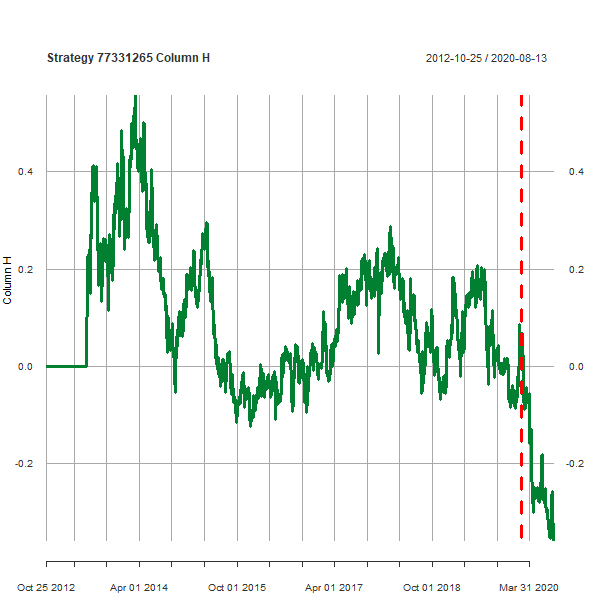 Strategy 77331265 Column H
2012-10-25 / 2020-08-13
Column H
0.4
0.4
0.2
0.2
0.0
0.0
-0.2
-0.2
Oct 25 2012
Apr 01 2014
Oct 01 2015
Apr 01 2017
Oct 01 2018
Mar 31 2020